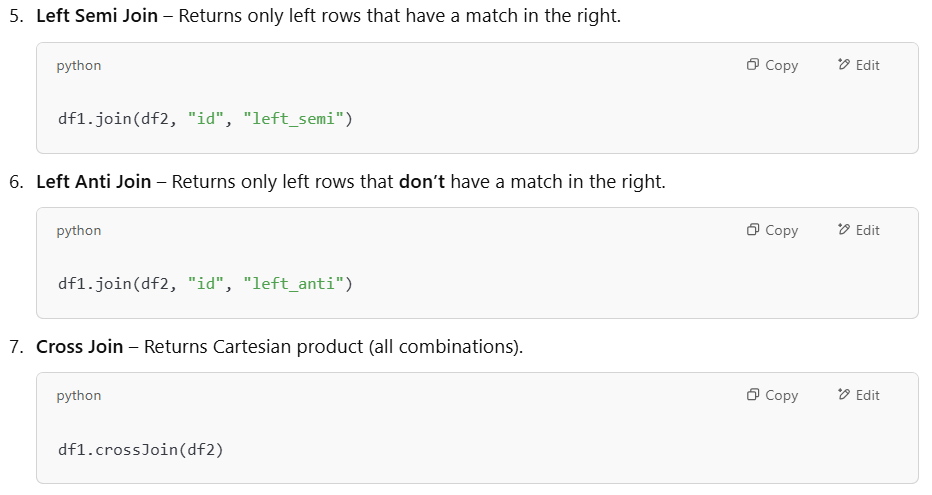 5. Left Semi Join – Returns only left rows that have a match in the right.
python Copy Edit
df1.join(df2, "id", "left_semi")
6. Left Anti Join – Returns only left rows that don’t have a match in the right.
python Copy Edit
df1.join(df2, "id", "left_anti")
7. Cross Join – Returns Cartesian product (all combinations).
python Copy Edit
df1.crossJoin(df2)